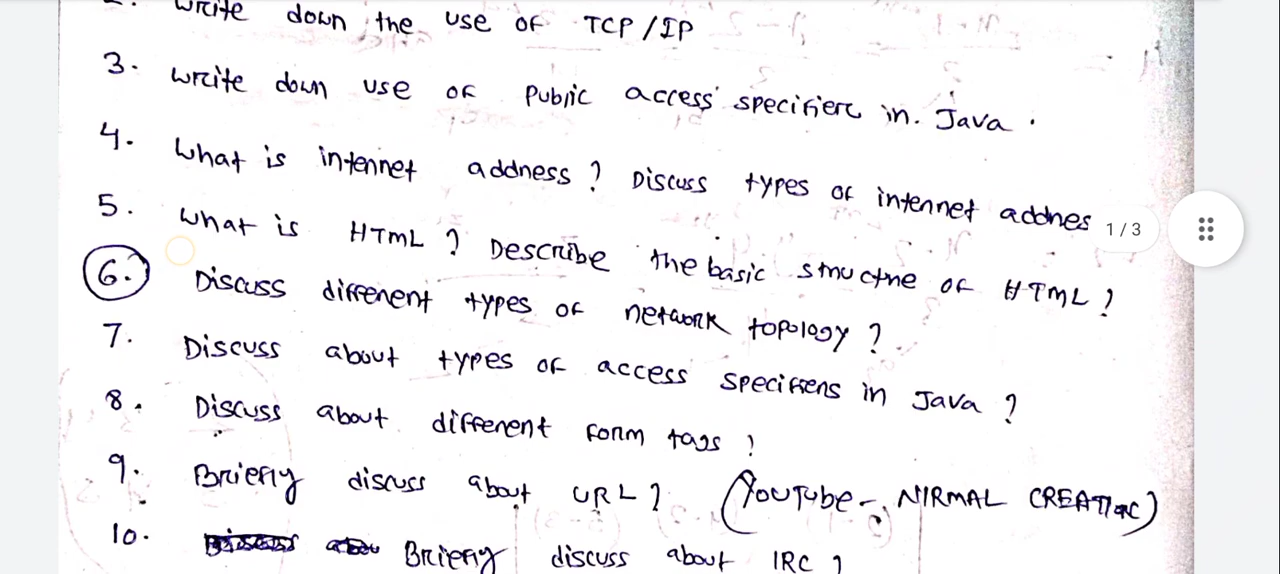 2. write down the use of TCP/IP
3. write down use of public access specifier in. Java.
4. what is internet address? Discuss types of internet addres
1/3
5. what is HTML? Describe the basic structure of HTML?
6. Discuss different types of network topology?
7. Discuss about types of access specifiers in Java?
8. Discuss about different form tags?
9. Briefly discuss about URL? (YouTube - NIRMAL CREATION)
10. Briefly discuss about IRC?